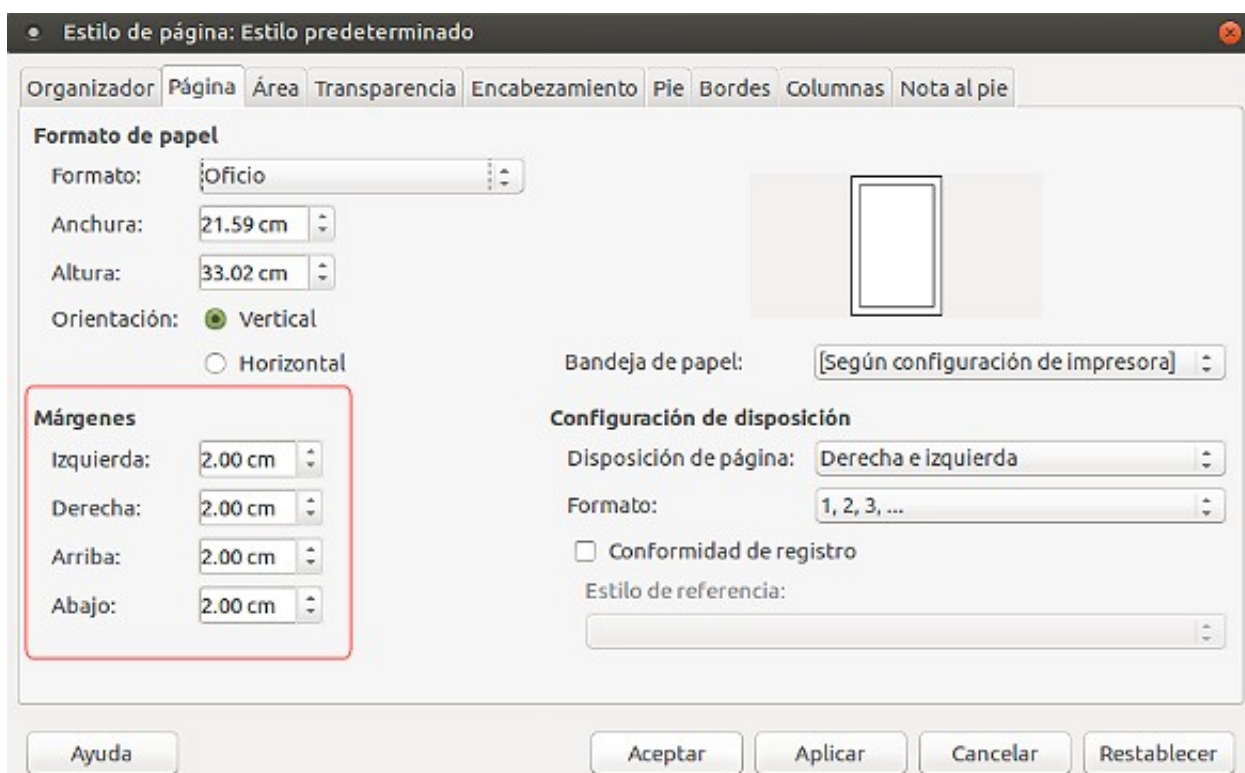 Estilo de página: Estilo predeterminado
Organizador Página Área Transparencia Encabezamiento Pie Bordes Columnas Nota al pie
Formato de papel
Formato: Oficio
Anchura: 21.59 cm
Altura: 33.02 cm
Orientación: Vertical
Horizontal
Bandeja de papel: [Según configuración de impresora]
Márgenes
Izquierda: 2.00 cm
Derecha: 2.00 cm
Arriba: 2.00 cm
Abajo: 2.00 cm
Configuración de disposición
Disposición de página: Derecha e izquierda
Formato: 1, 2, 3, ...
Conformidad de registro
Estilo de referencia:
Ayuda Aceptar Aplicar Cancelar Restablecer